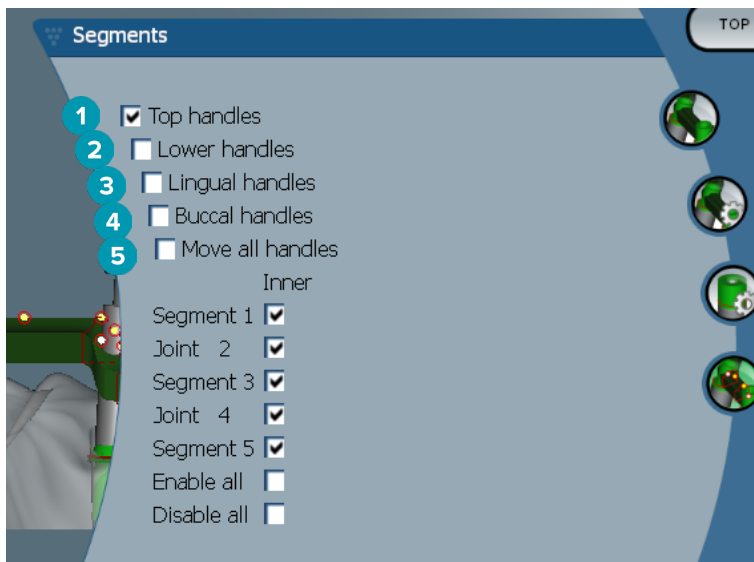 Segments
TOP
1 Top handles
2 Lower handles
3 Lingual handles
4 Buccal handles
5 Move all handles
Inner
Segment 1
Joint 2
Segment 3
Joint 4
Segment 5
Enable all
Disable all